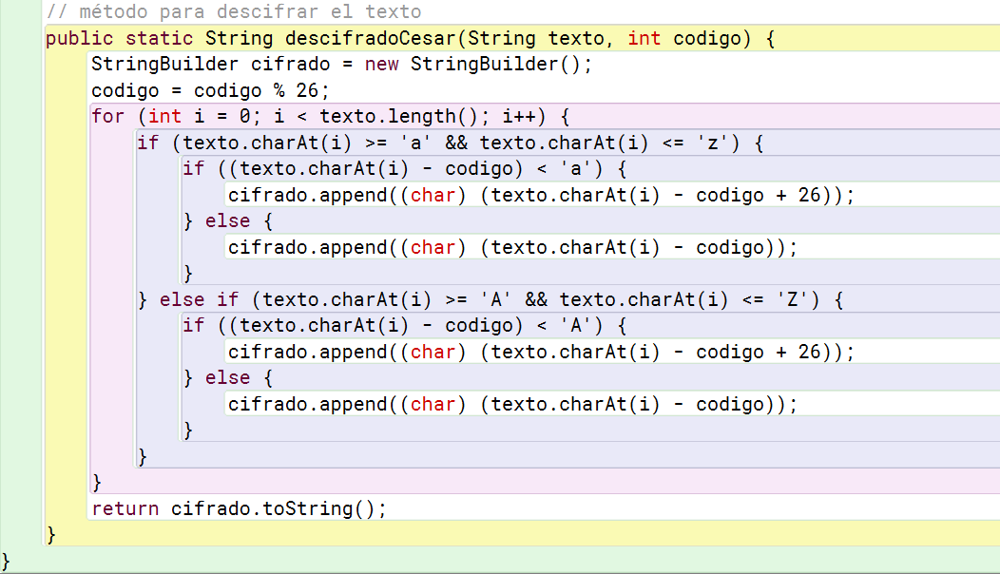 // método para descifrar el texto
public static String descifradoCesar(String texto, int codigo) {
StringBuilder cifrado = new StringBuilder();
codigo = codigo % 26;
for (int i = 0; i < texto.length(); i++) {
if (texto.charAt(i) >= 'a' && texto.charAt(i) <= 'z') {
if ((texto.charAt(i) - codigo) < 'a') {
cifrado.append((char) (texto.charAt(i) - codigo + 26));
} else {
cifrado.append((char) (texto.charAt(i) - codigo));
}
} else if (texto.charAt(i) >= 'A' && texto.charAt(i) <= 'Z') {
if ((texto.charAt(i) - codigo) < 'A') {
cifrado.append((char) (texto.charAt(i) - codigo + 26));
} else {
cifrado.append((char) (texto.charAt(i) - codigo));
}
}
}
return cifrado.toString();
}
}